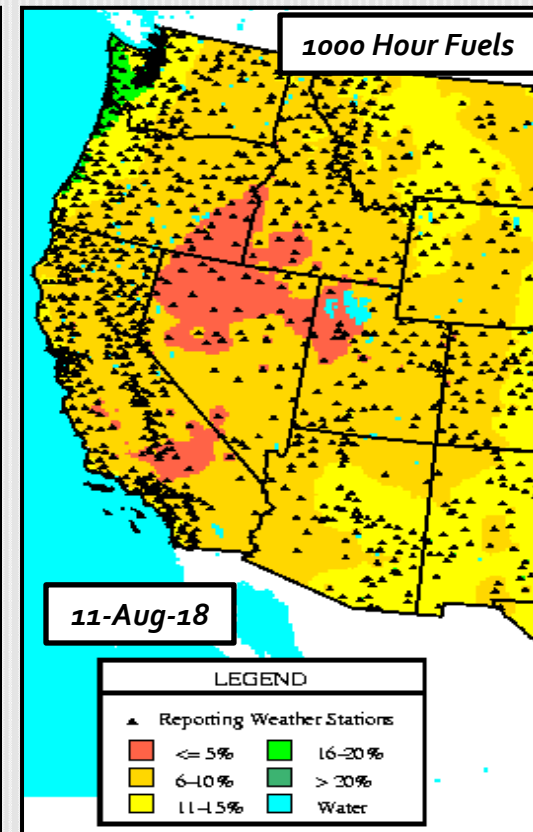 1000 Hour Fuels
11-Aug-18
LEGEND
Reporting Weather Stations
<= 5%
16-20%
6-10%
> 20%
11-15%
Water